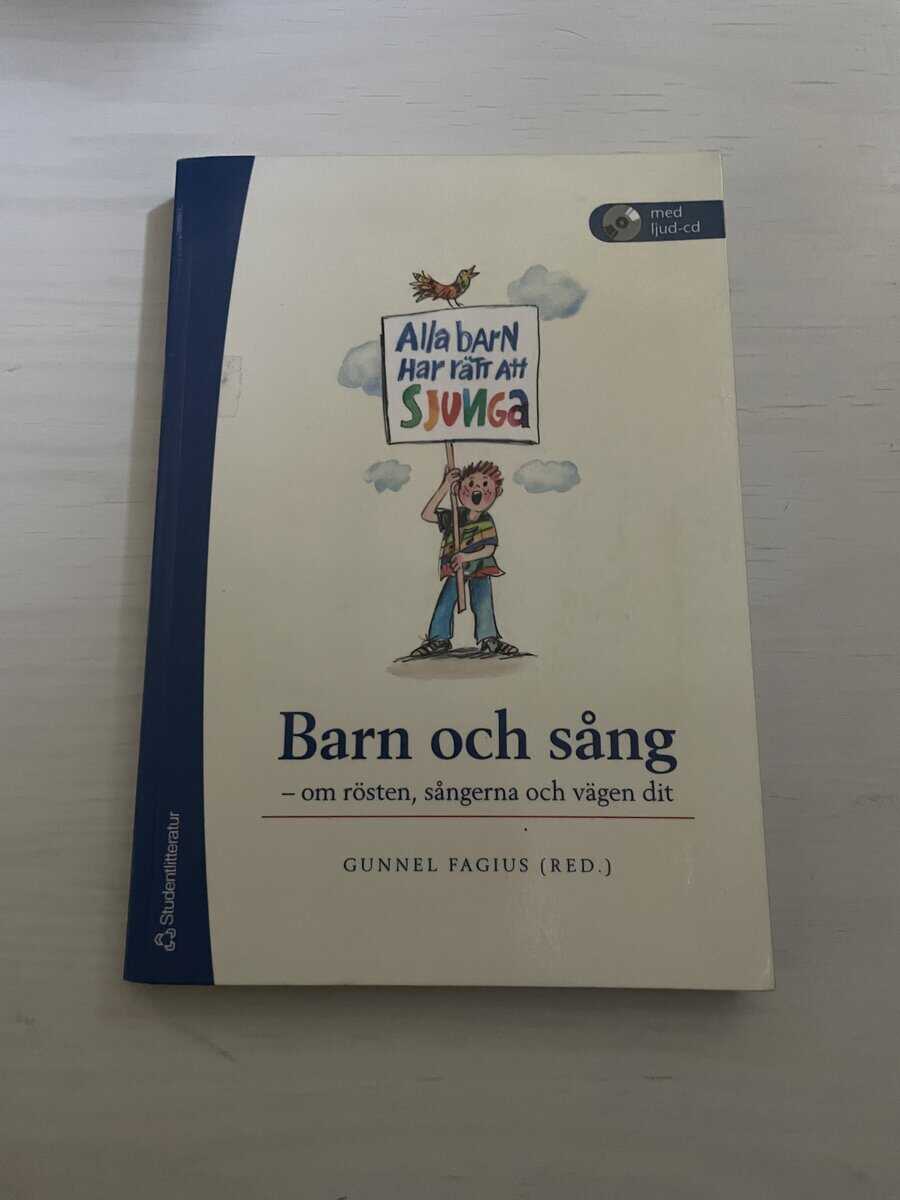 med
ljud-cd
Alla barn
har rätt att
SJUNGA
Barn och sång
– om rösten, sångerna och vägen dit
GUNNEL FAGIUS (RED.)
Studentlitteratur